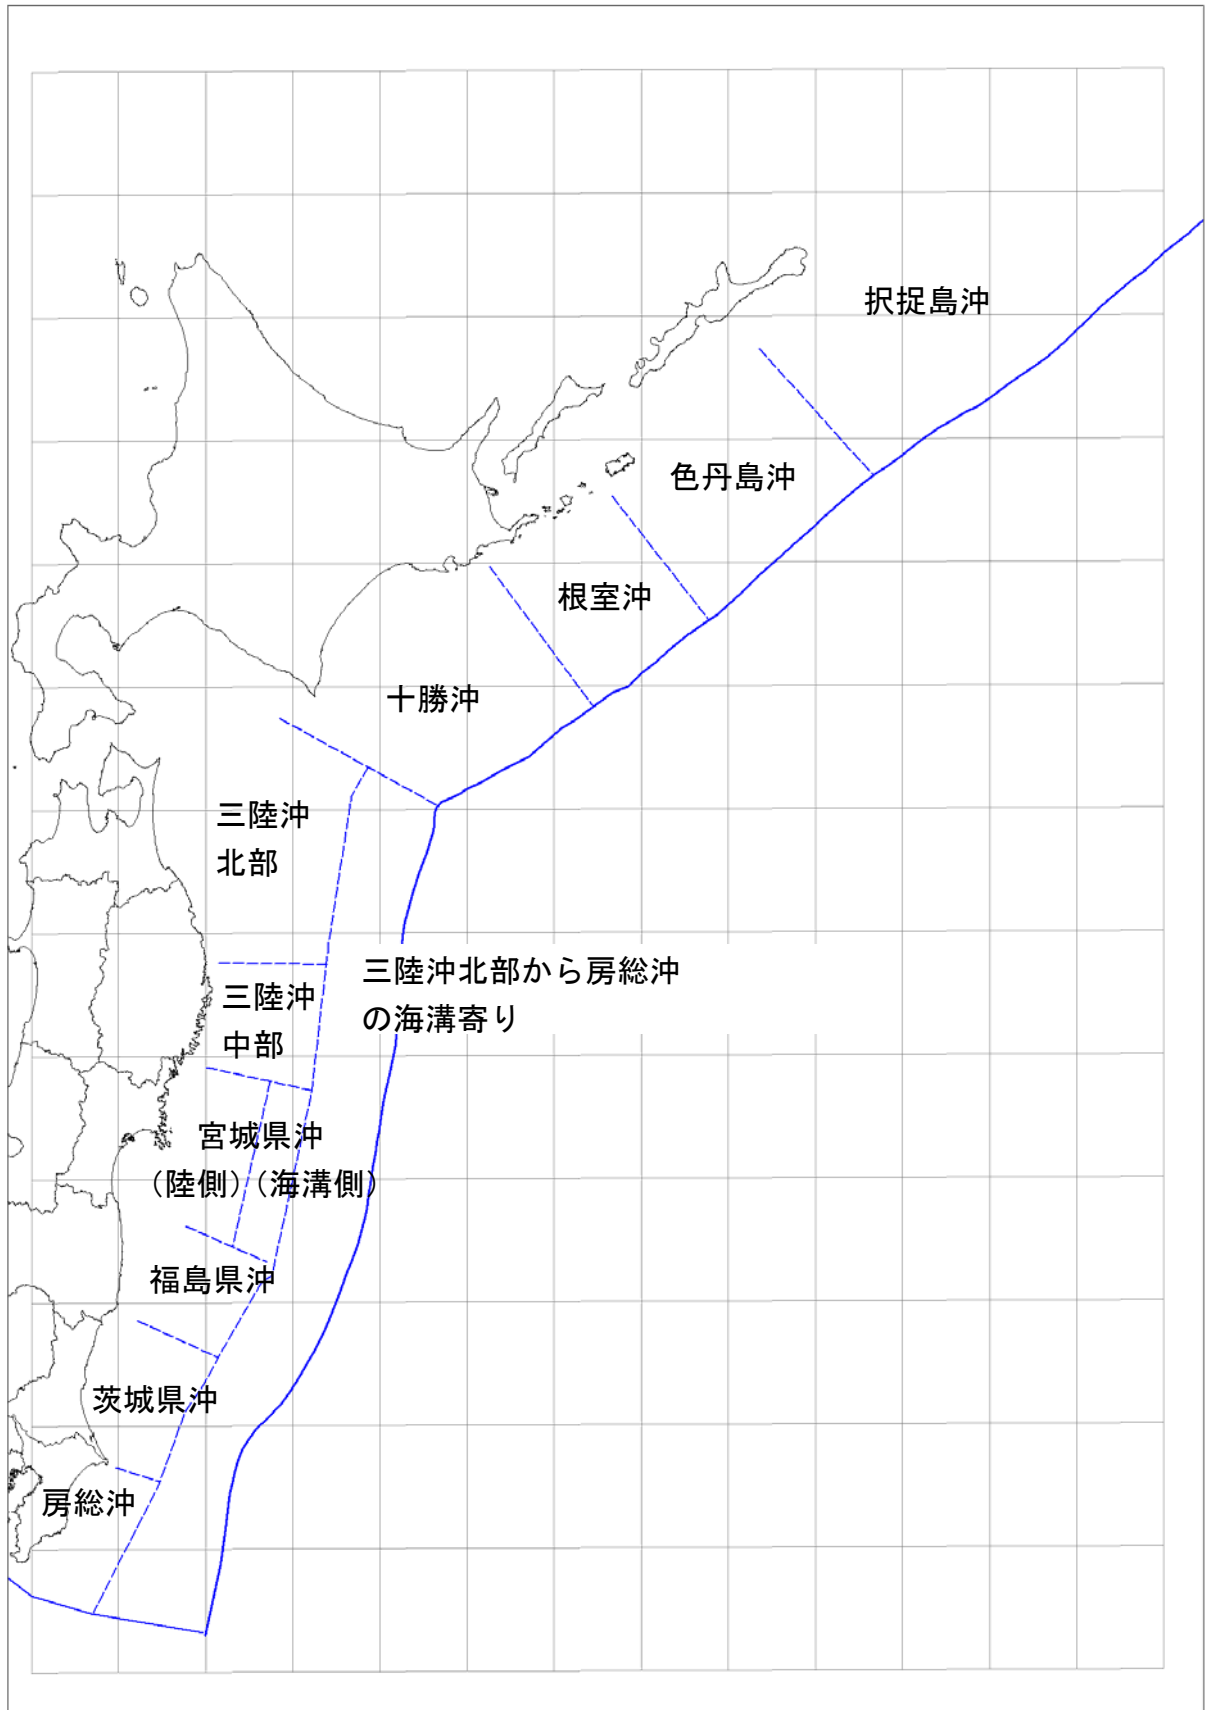 択捉島沖
色丹島沖
根室沖
十勝沖
三陸沖
北部
三陸沖北部から房総沖
の海溝寄り
三陸沖
中部
宮城県沖
(陸側)(海溝側)
福島県沖
茨城県沖
房総沖